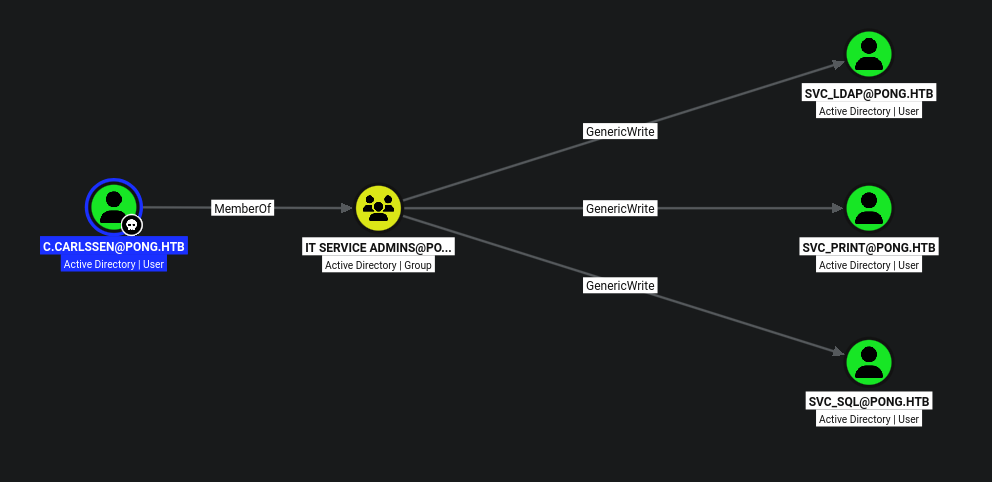 SVC_LDAP@PONG.HTB
Active Directory | User
GenericWrite
C.CARLSSEN@PONG.HTB
Active Directory | User
MemberOf
IT SERVICE ADMINS@PO...
Active Directory | Group
GenericWrite
SVC_PRINT@PONG.HTB
Active Directory | User
GenericWrite
SVC_SQL@PONG.HTB
Active Directory | User